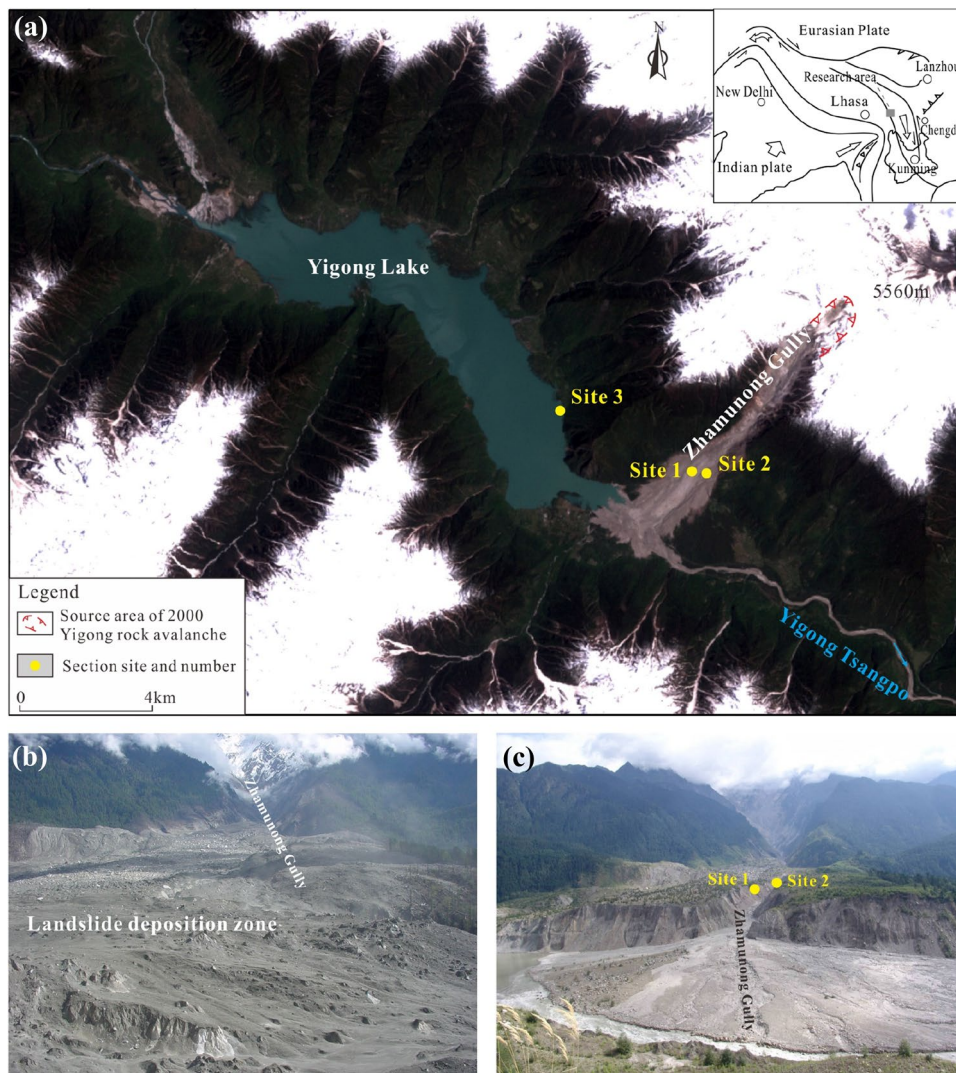 (a)
N
Eurasian Plate
Lanzhou
Research area
New Delhi
Lhasa
Chengd
Indian plate
Kunming
Yigong Lake
5560m
Zhamunong Gully
Site 3
Site 1
Site 2
Yigong Tsangpo
Legend
Source area of 2000
Yigong rock avalanche
Section site and number
0
4km
(b)
Zhamunong Gully
Landslide deposition zone
(c)
Site 1
Site 2
Zhamunong Gully